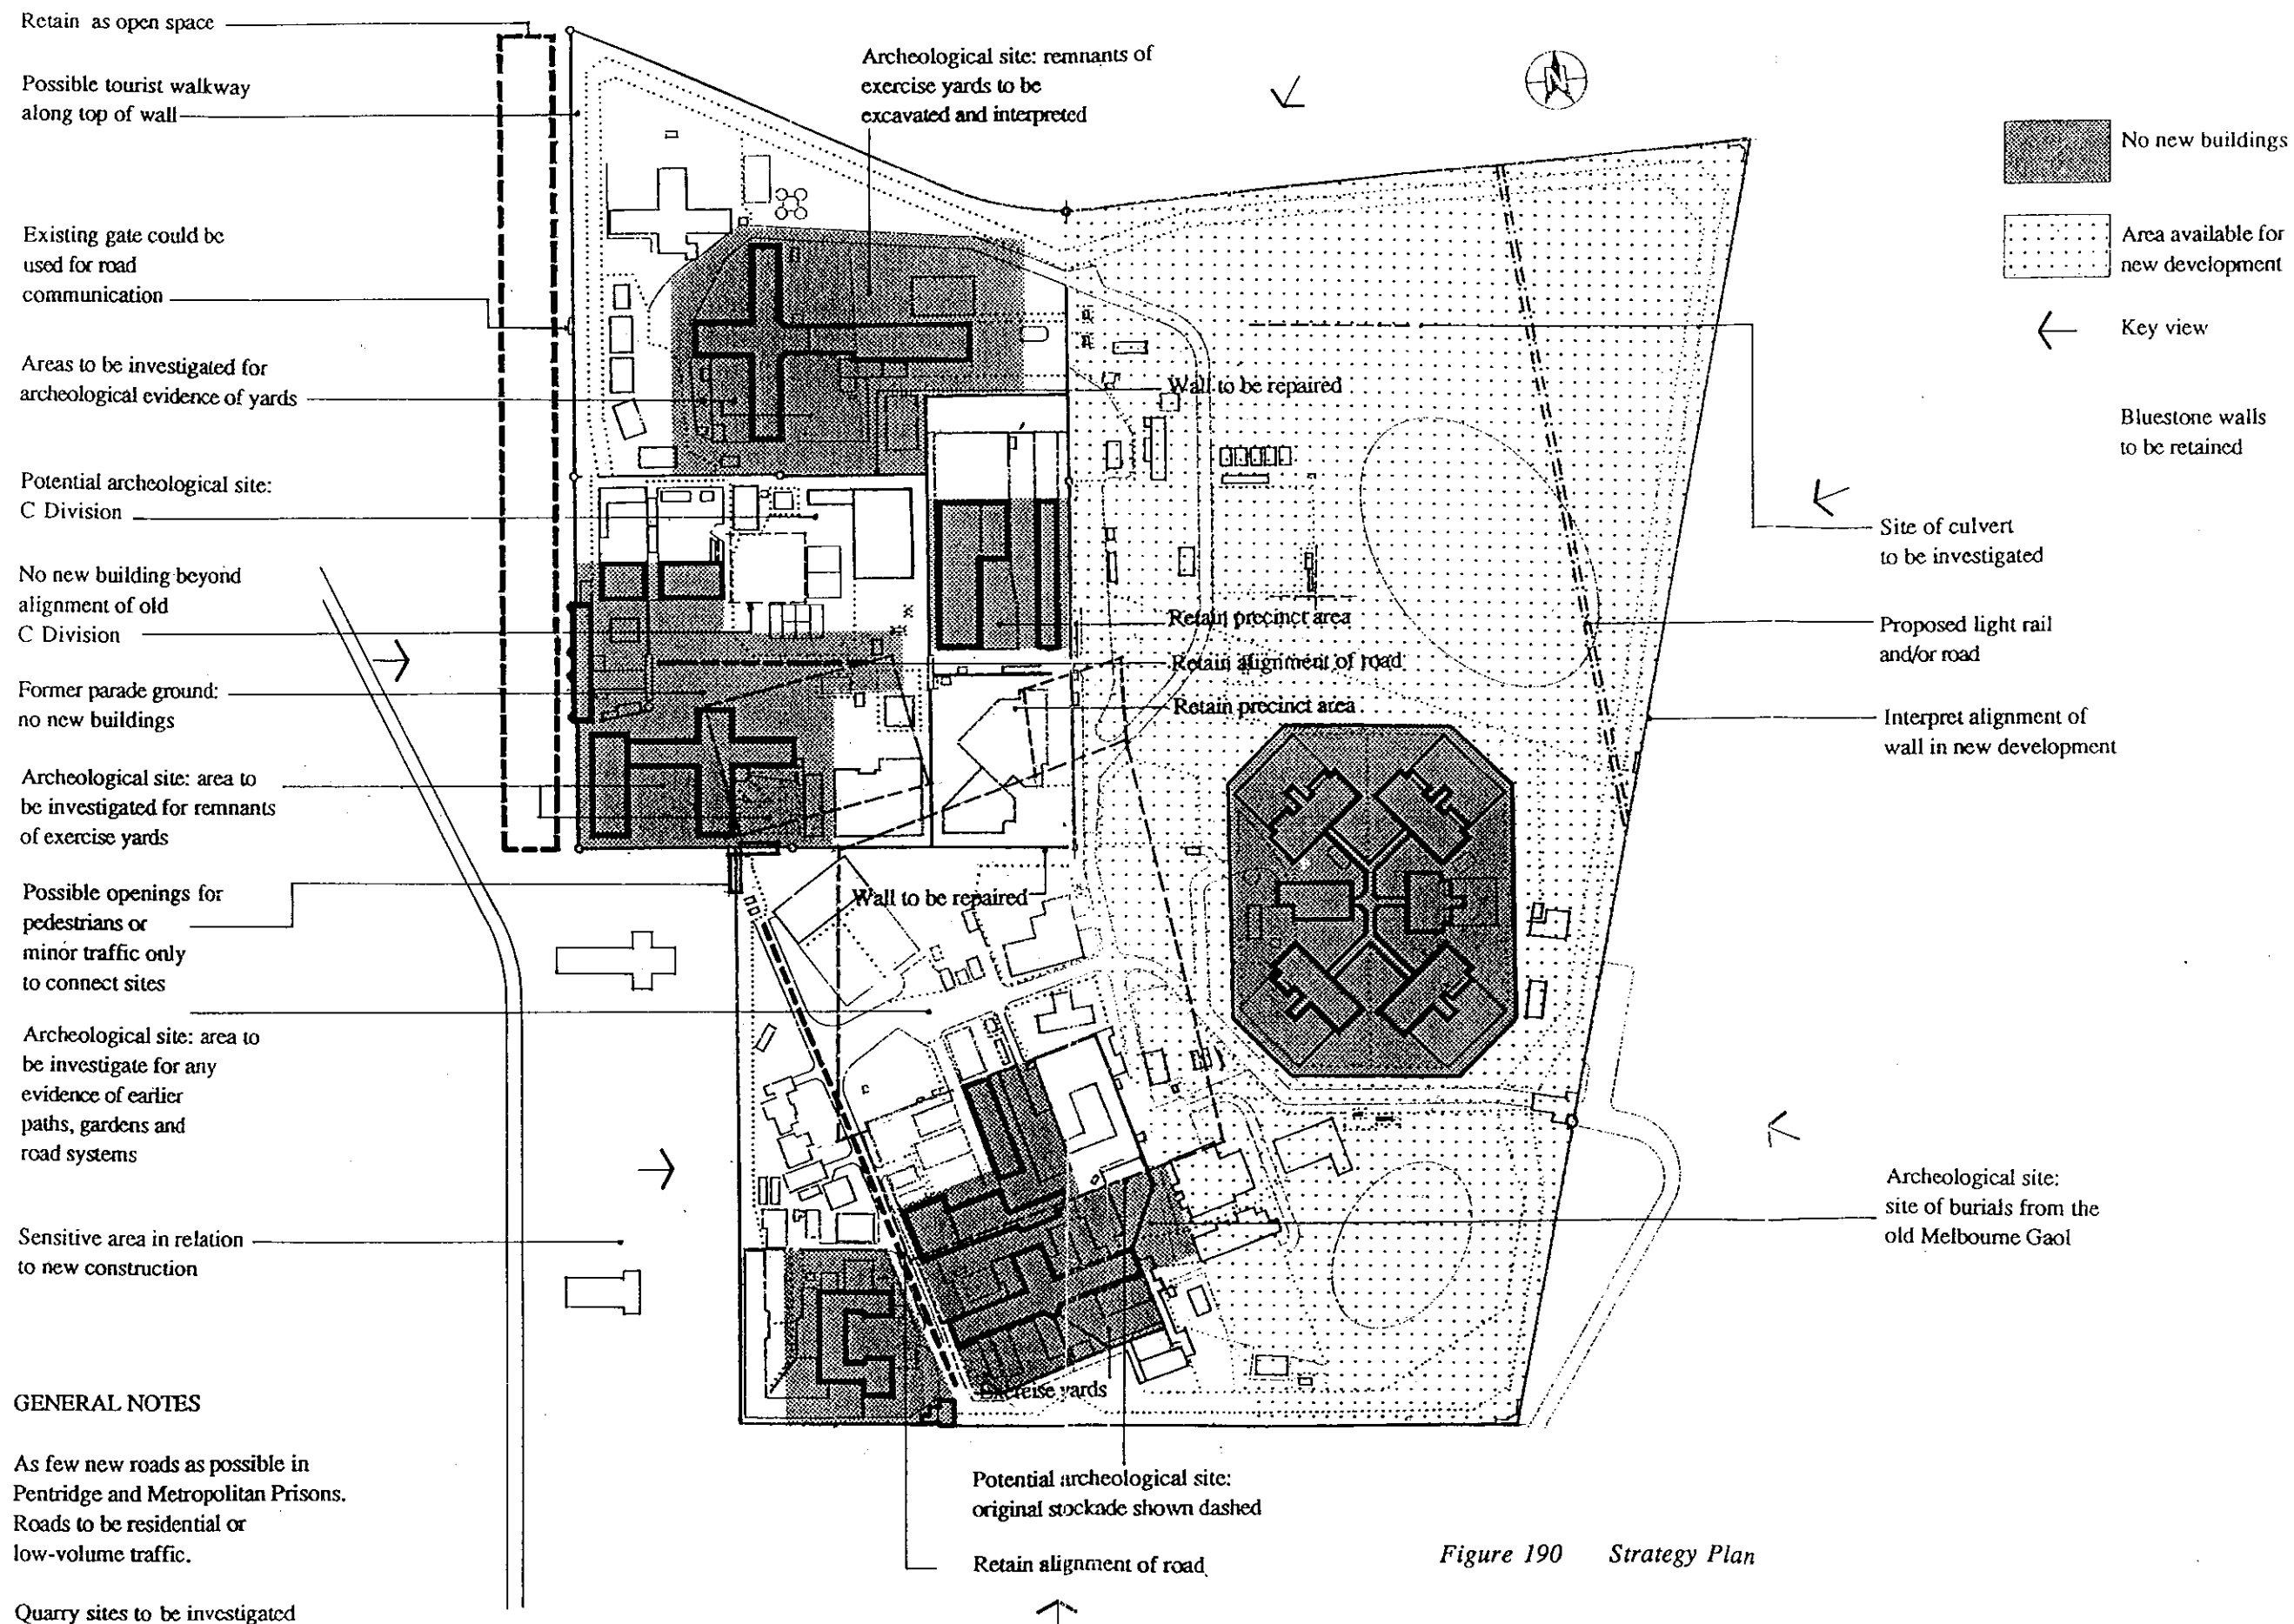 Retain as open space
Possible tourist walkway
along top of wall
Existing gate could be
used for road
communication
Areas to be investigated for
archeological evidence of yards
Potential archeological site:
C Division
No new building beyond
alignment of old
C Division
Former parade ground:
no new buildings
Archeological site: area to
be investigated for remnants
of exercise yards
Possible openings for
pedestrians or
minor traffic only
to connect sites
Archeological site: area to
be investigate for any
evidence of earlier
paths, gardens and
road systems
Sensitive area in relation
to new construction
GENERAL NOTES
As few new roads as possible in
Pentridge and Metropolitan Prisons.
Roads to be residential or
low-volume traffic.
Quarry sites to be investigated
Archeological site: remnants of
exercise yards to be
excavated and interpreted
N
Wall to be repaired
Retain precinct area
Retain alignment of road
Retain precinct area
Wall to be repaired
Exercise yards
Potential archeological site:
original stockade shown dashed
Retain alignment of road
No new buildings
Area available for
new development
Key view
Bluestone walls
to be retained
Site of culvert
to be investigated
Proposed light rail
and/or road
Interpret alignment of
wall in new development
Archeological site:
site of burials from the
old Melbourne Gaol
Figure 190 Strategy Plan